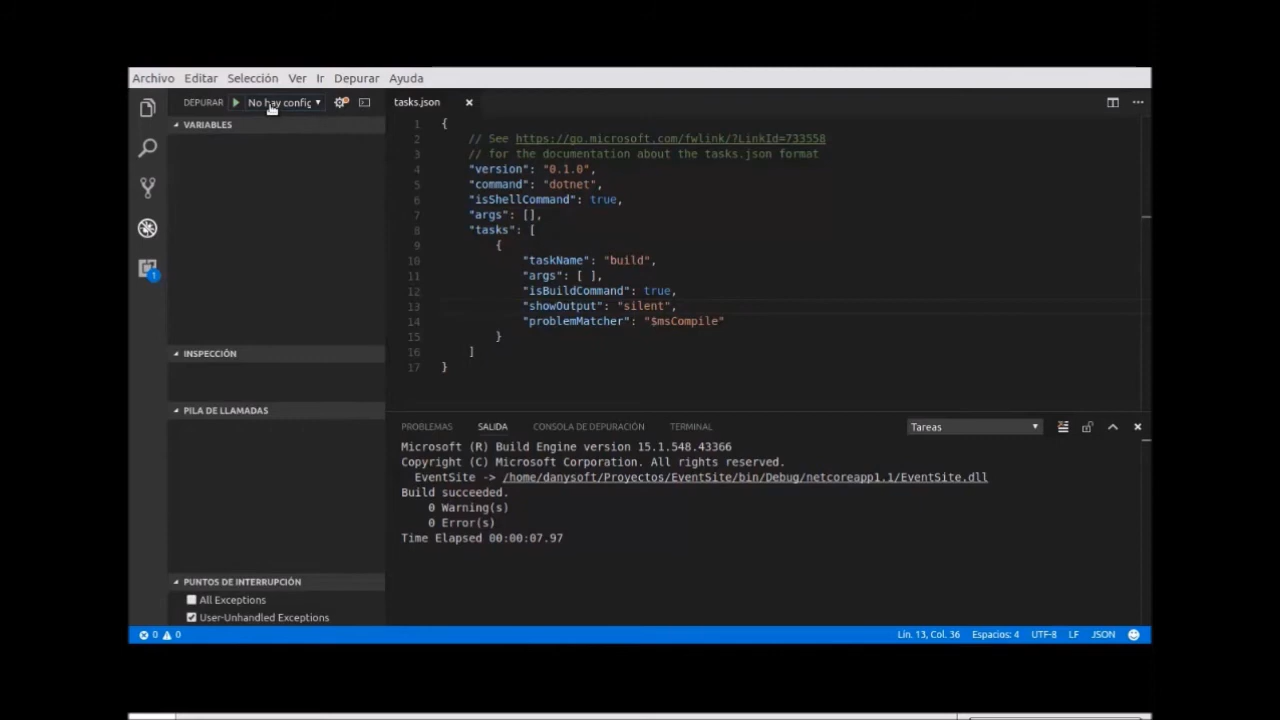 Archivo Editar Selección Ver Ir Depurar Ayuda
DEPURAR No hay config
VARIABLES
INSPECCIÓN
PILA DE LLAMADAS
PUNTOS DE INTERRUPCIÓN
All Exceptions
User-Unhandled Exceptions
tasks.json
1 {
2 // See https://go.microsoft.com/fwlink/?LinkId=733558
3 // for the documentation about the tasks.json format
4 "version": "0.1.0",
5 "command": "dotnet",
6 "isShellCommand": true,
7 "args": [],
8 "tasks": [
9 {
10 "taskName": "build",
11 "args": [ ],
12 "isBuildCommand": true,
13 "showOutput": "silent",
14 "problemMatcher": "$msCompile"
15 }
16 ]
17 }
PROBLEMAS SALIDA CONSOLA DE DEPURACIÓN TERMINAL Tareas
Microsoft (R) Build Engine version 15.1.548.43366
Copyright (C) Microsoft Corporation. All rights reserved.
EventSite -> /home/danysoft/Proyectos/EventSite/bin/Debug/netcoreapp1.1/EventSite.dll
Build succeeded.
0 Warning(s)
0 Error(s)
Time Elapsed 00:00:07.97
1
0 0 Lín. 13, Col. 36 Espacios: 4 UTF-8 LF JSON